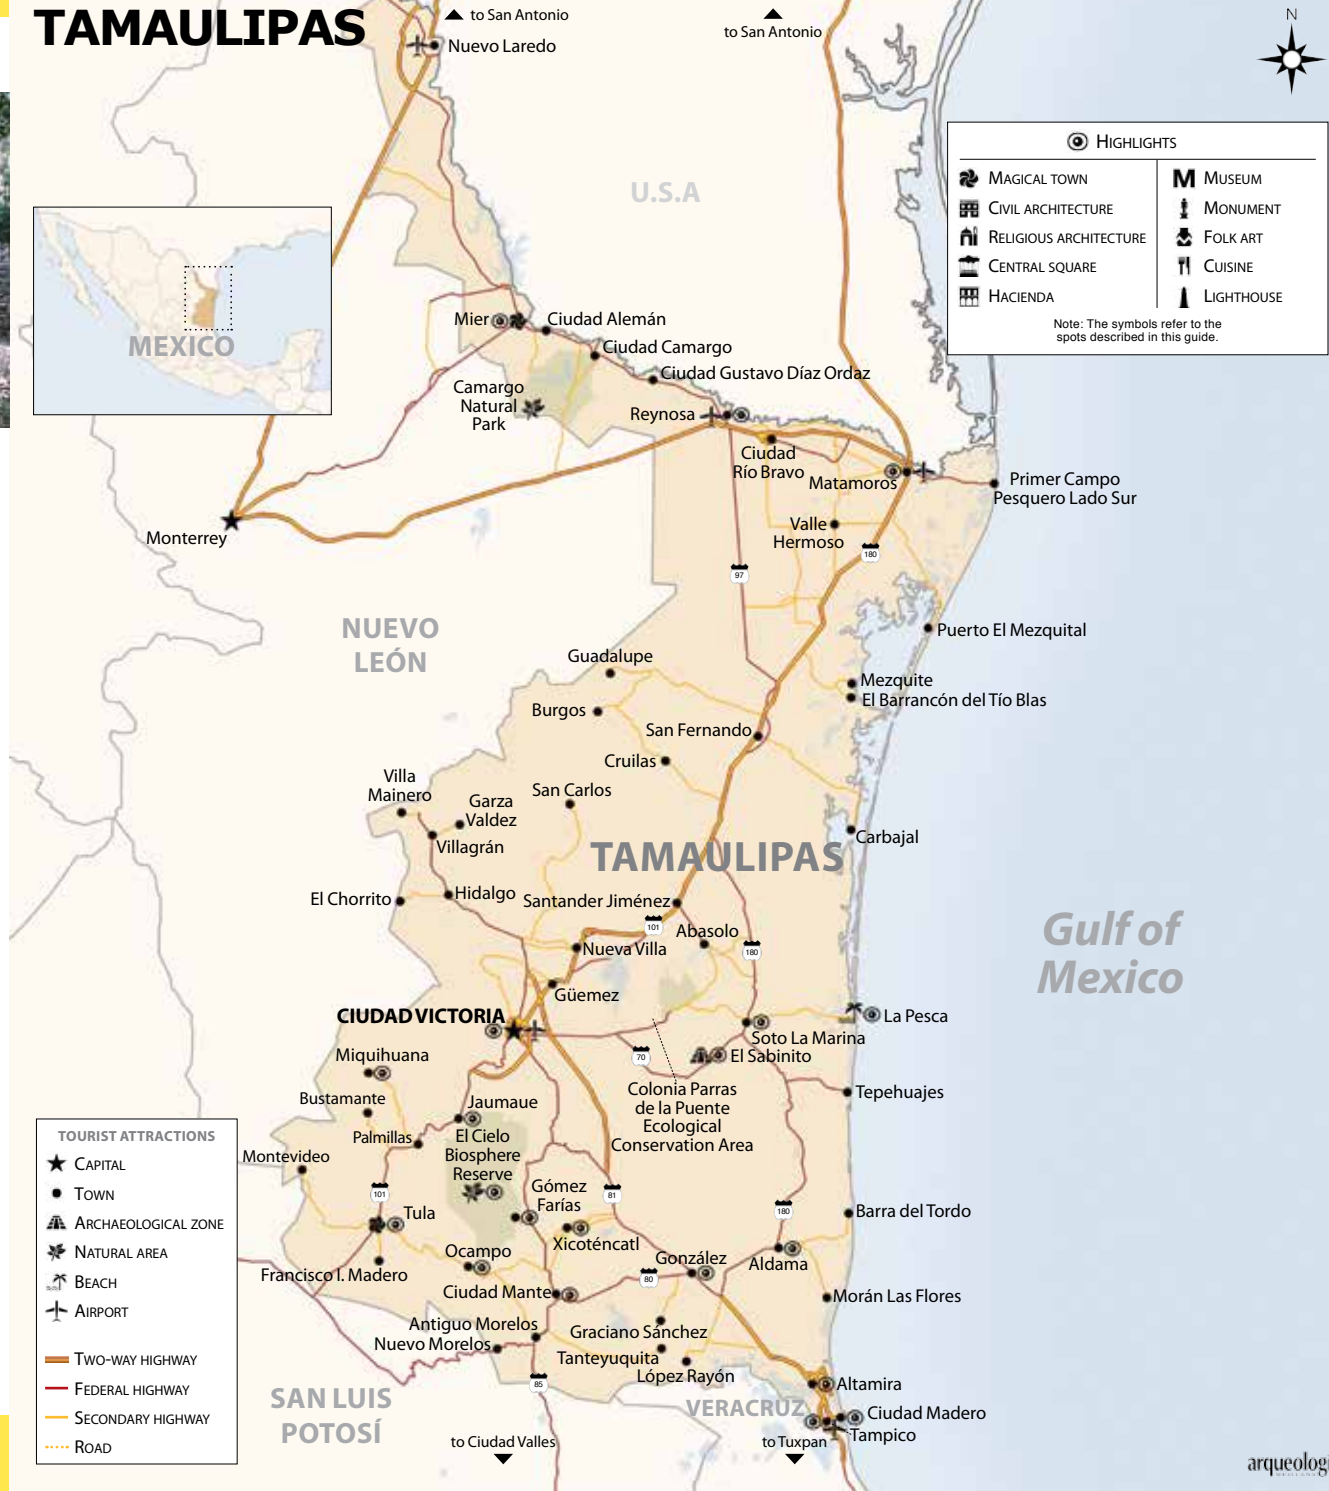 TAMAULIPAS
to San Antonio
to San Antonio
N
Nuevo Laredo
HIGHLIGHTS
MAGICAL TOWN
CIVIL ARCHITECTURE
RELIGIOUS ARCHITECTURE
CENTRAL SQUARE
HACIENDA
M MUSEUM
MONUMENT
FOLK ART
CUISINE
LIGHTHOUSE
Note: The symbols refer to the
spots described in this guide.
U.S.A
MEXICO
Mier
Ciudad Alemán
Ciudad Camargo
Ciudad Gustavo Díaz Ordaz
Camargo
Natural
Park
Reynosa
Ciudad
Río Bravo
Matamoros
Primer Campo
Pesquero Lado Sur
Monterrey
Valle
Hermoso
180
97
NUEVO
LEÓN
Puerto El Mezquital
Guadalupe
Mezquite
El Barrancón del Tío Blas
Burgos
San Fernando
Cruilas
Villa
Mainero
San Carlos
Garza
Valdez
Villagrán
TAMAULIPAS
Carbajal
El Chorrito
Hidalgo
Santander Jiménez
101
Abasolo
180
Nueva Villa
Gulf of
Mexico
Güemez
CIUDAD VICTORIA
La Pesca
Soto La Marina
El Sabinito
70
Miquihuana
Colonia Parras
de la Puente
Ecological
Conservation Area
Tepehuajes
Bustamante
Jaumaue
Palmillas
El Cielo
Biosphere
Reserve
Montevideo
101
81
Gómez
Farías
180
Tula
Barra del Tordo
Xicoténcatl
Ocampo
González
Aldama
Francisco I. Madero
80
Ciudad Mante
Morán Las Flores
Antiguo Morelos
Nuevo Morelos
Graciano Sánchez
Tanteyuquita
López Rayón
85
Altamira
SAN LUIS
POTOSÍ
VERACRUZ
Ciudad Madero
Tampico
to Ciudad Valles
to Tuxpan
TOURIST ATTRACTIONS
CAPITAL
TOWN
ARCHAEOLOGICAL ZONE
NATURAL AREA
BEACH
AIRPORT
TWO-WAY HIGHWAY
FEDERAL HIGHWAY
SECONDARY HIGHWAY
ROAD
arqueologí